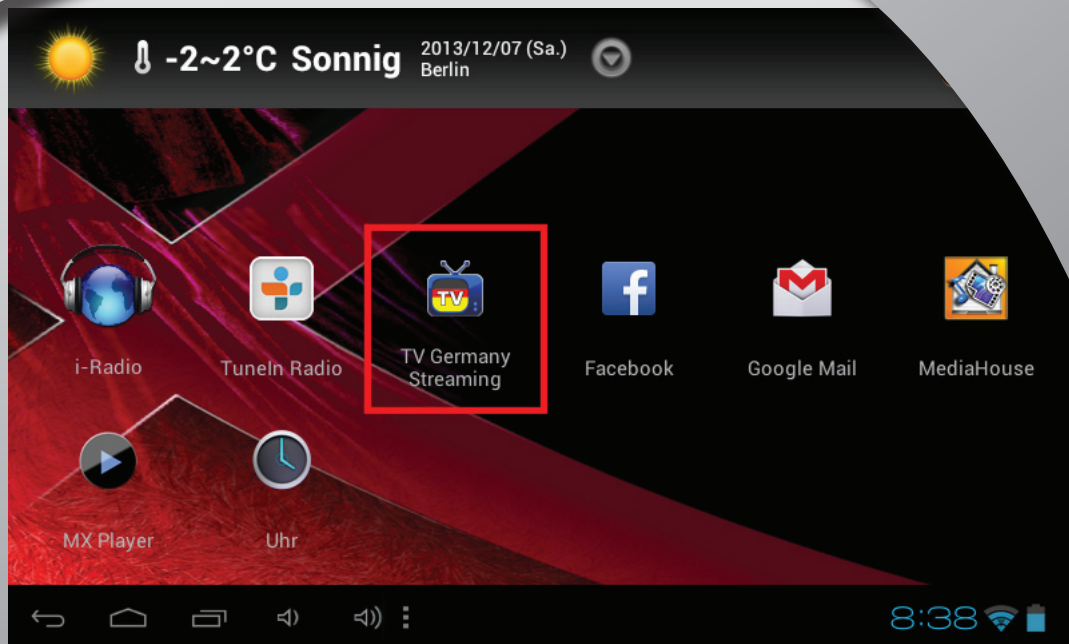 -2~2°C Sonnig
2013/12/07 (Sa.)
Berlin
i-Radio
TuneIn Radio
TV
TV Germany
Streaming
f
Facebook
M
Google Mail
MediaHouse
MX Player
Uhr
8:38